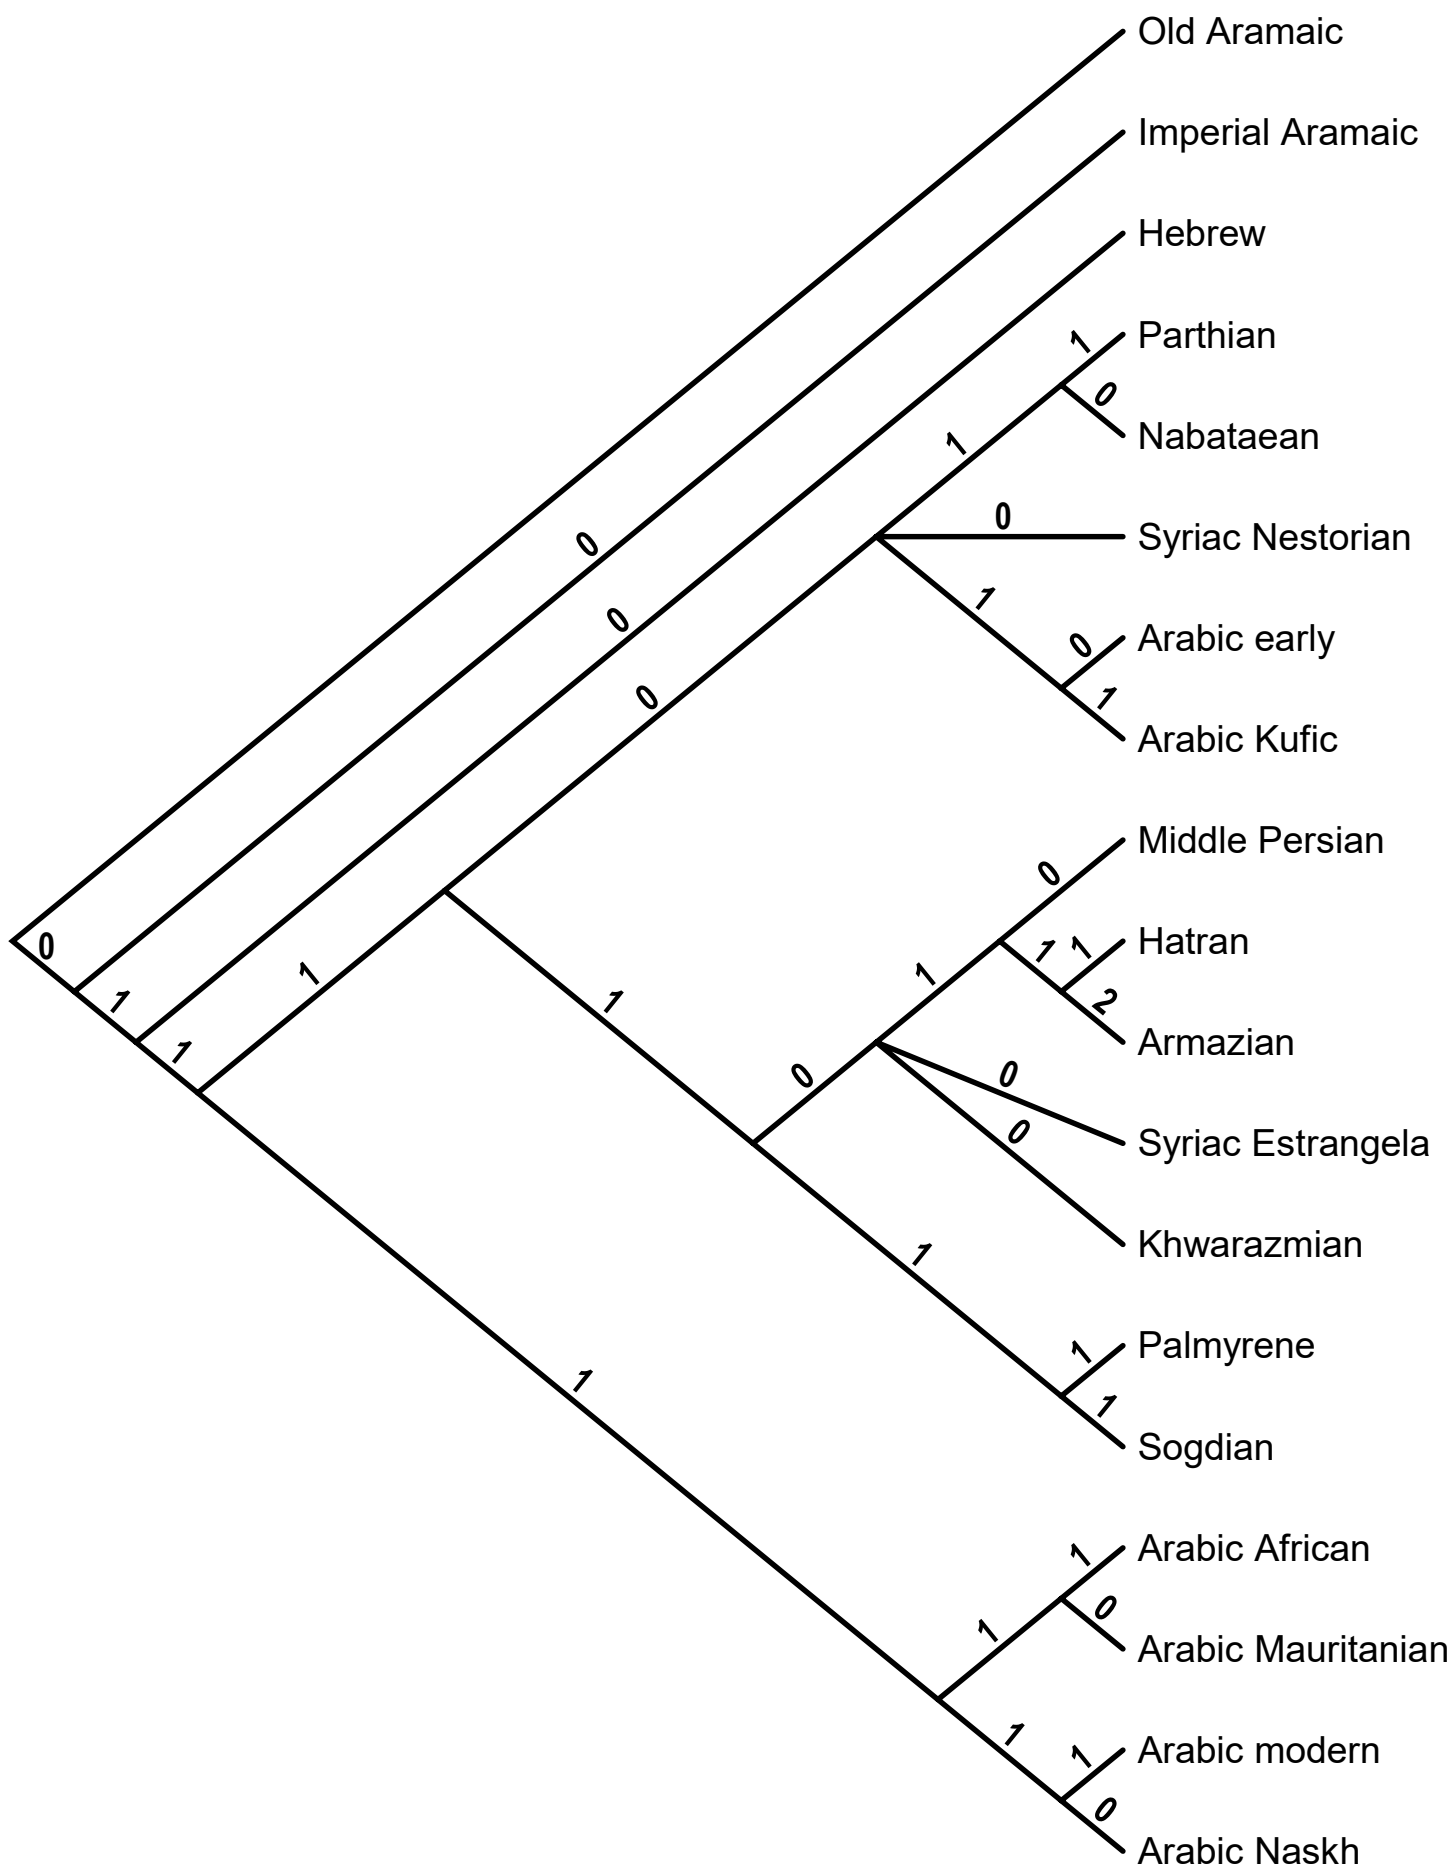 Old Aramaic
Imperial Aramaic
Hebrew
1 Parthian
0
1 Nabataean
0 Syriac Nestorian
0
1
0 Arabic early
0
1
0 Arabic Kufic
Middle Persian
0
0 1 1 Hatran
1 1
1 1 2
1 Armazian
0 0 Syriac Estrangela
0
Khwarazmian
1
1 Palmyrene
1 1
Sogdian
1 Arabic African
0
1 Arabic Mauritanian
1 1 Arabic modern
0
Arabic Naskh